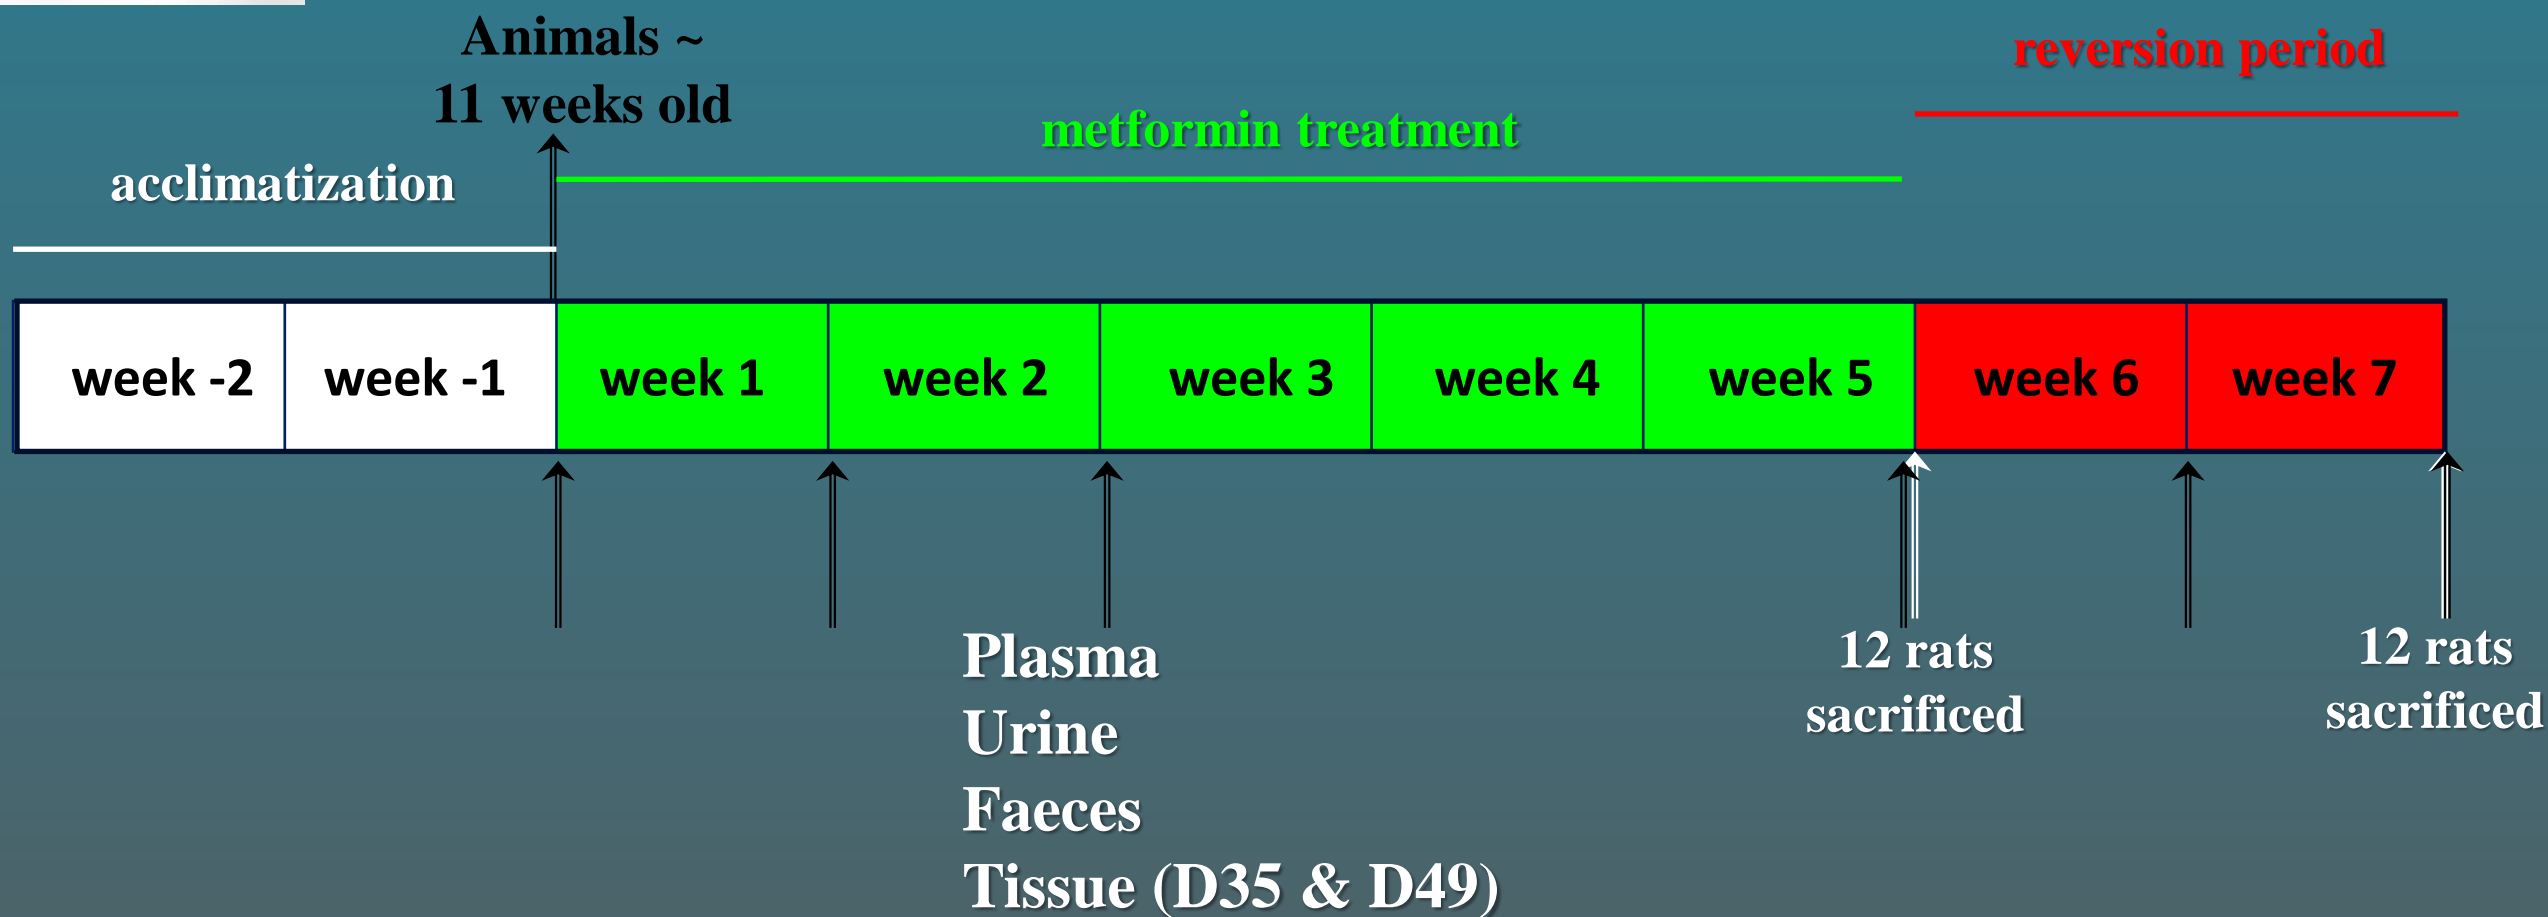 Animals ~
11 weeks old
reversion period
metformin treatment
acclimatization
week -2 week -1 week 1 week 2 week 3 week 4 week 5 week 6 week 7
Plasma
Urine
Faeces
Tissue (D35 & D49)
12 rats
sacrificed
12 rats
sacrificed